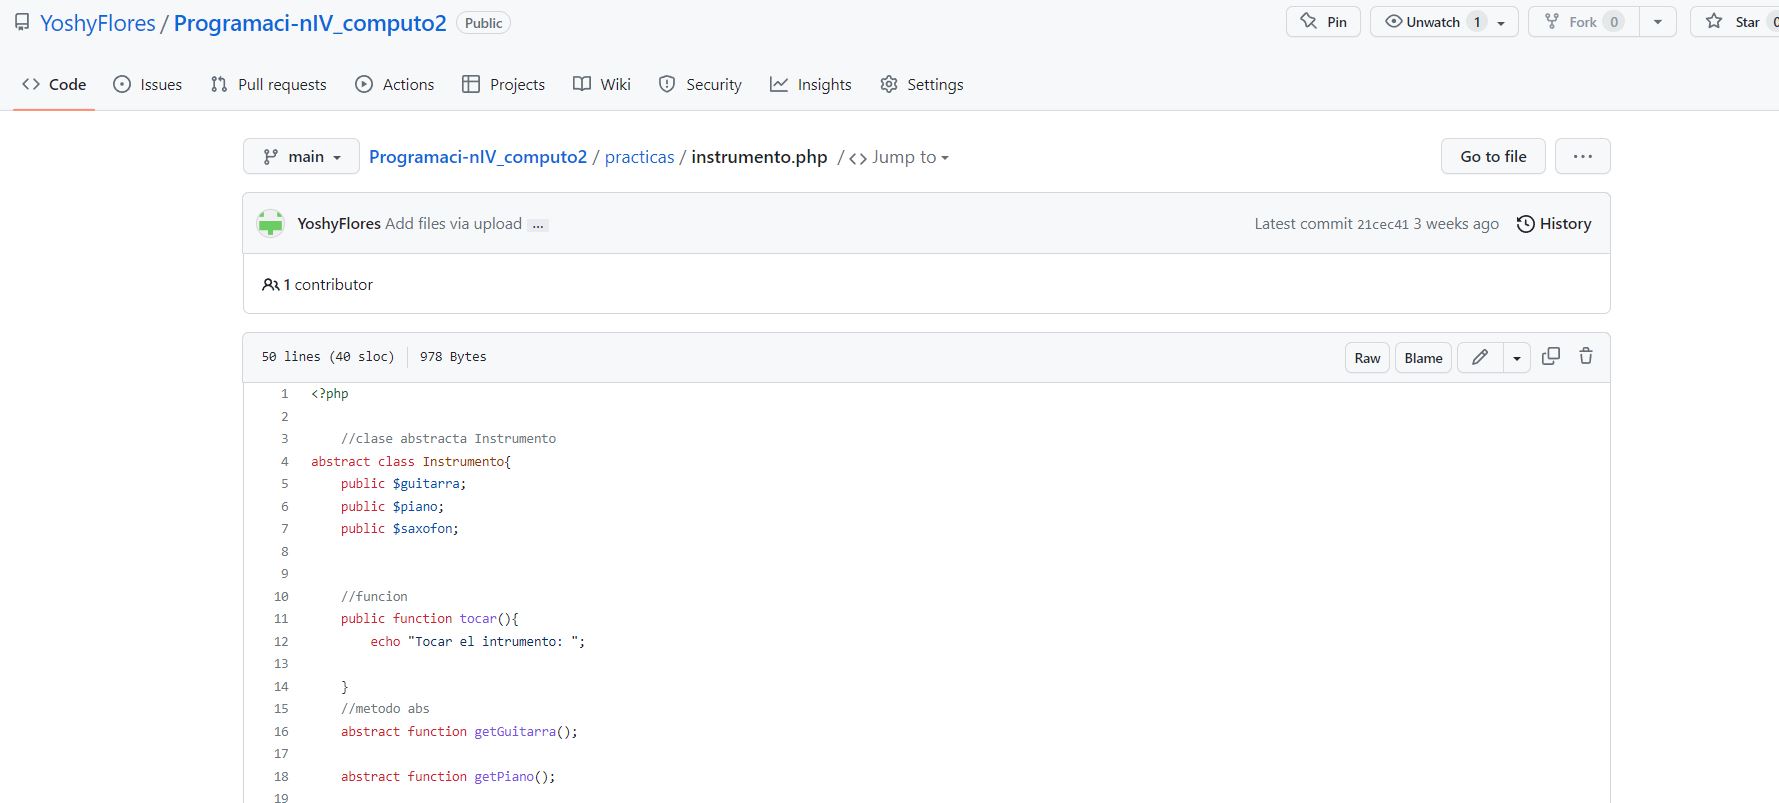 YoshyFlores / Programaci-nIV_computo2 Public Pin Unwatch 1 Fork 0 Star 0
Code Issues Pull requests Actions Projects Wiki Security Insights Settings
main Programaci-nIV_computo2 / practicas / instrumento.php / <> Jump to Go to file ...
YoshyFlores Add files via upload ... Latest commit 21cec41 3 weeks ago History
1 contributor
50 lines (40 sloc) 978 Bytes Raw Blame
1 <?php
2
3 //clase abstracta Instrumento
4 abstract class Instrumento{
5 public $guitarra;
6 public $piano;
7 public $saxofon;
8
9
10 //funcion
11 public function tocar(){
12 echo "Tocar el intrumento: ";
13
14 }
15 //metodo abs
16 abstract function getGuitarra();
17
18 abstract function getPiano();
19